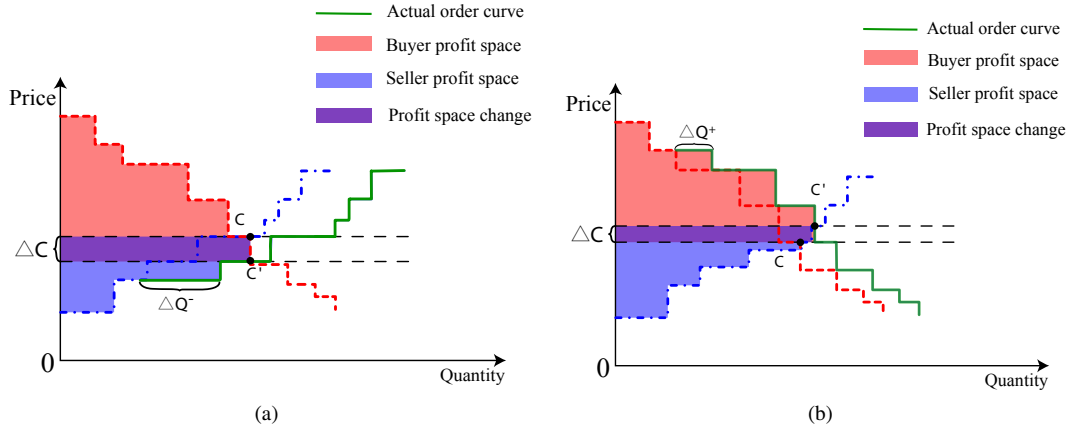 Actual order curve
Buyer profit space
Seller profit space
Profit space change
Price
C
△C
C'
△Q⁻
0
Quantity
(a)
Actual order curve
Buyer profit space
Seller profit space
Profit space change
Price
△Q⁺
C'
△C
C
0
Quantity
(b)